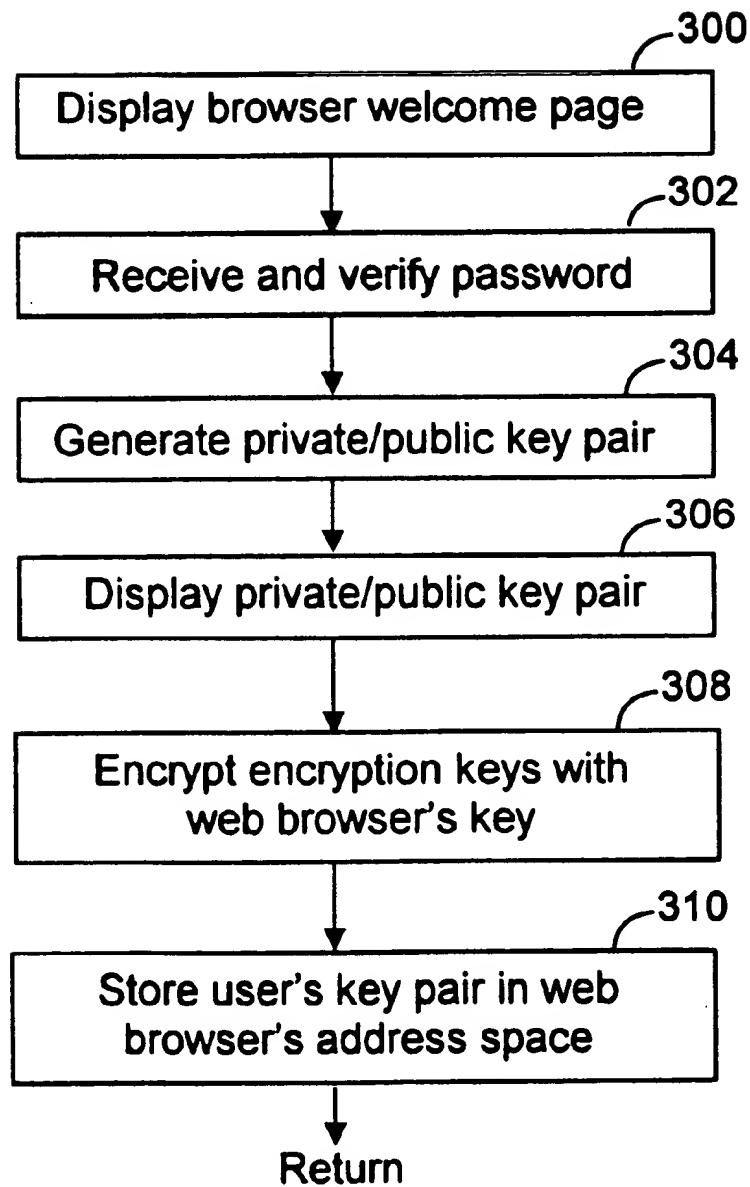 300
Display browser welcome page
302
Receive and verify password
304
Generate private/public key pair
306
Display private/public key pair
308
Encrypt encryption keys with
web browser's key
310
Store user's key pair in web
browser's address space
Return